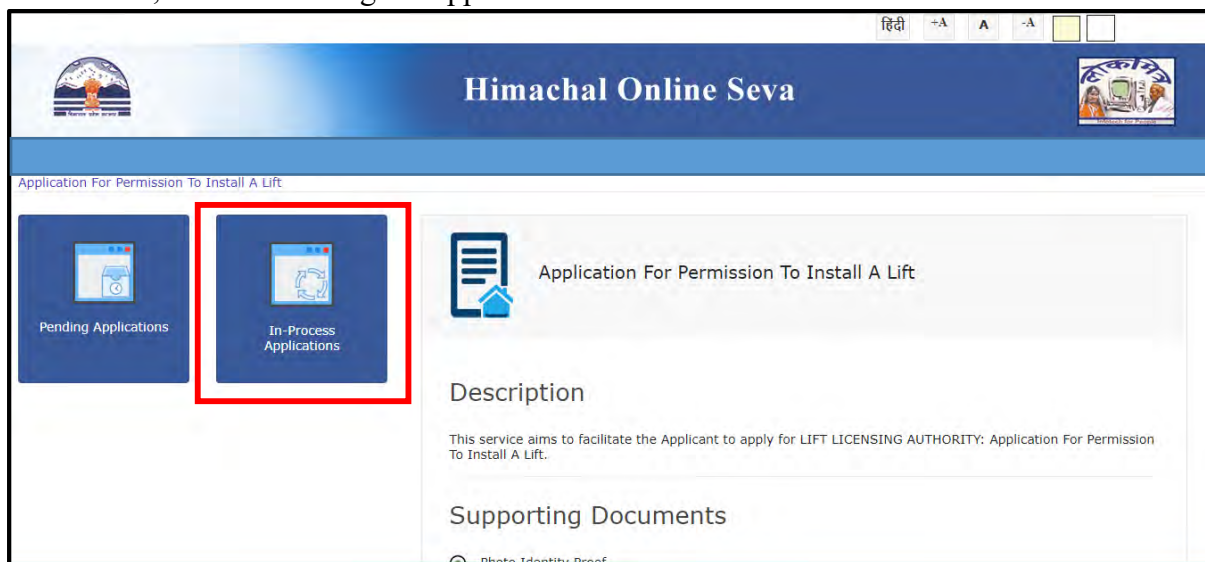 हिंदी +A A -A
Himachal Online Seva
लोकमित्र
Application For Permission To Install A Lift
Pending Applications
In-Process
Applications
Application For Permission To Install A Lift
Description
This service aims to facilitate the Applicant to apply for LIFT LICENSING AUTHORITY: Application For Permission
To Install A Lift.
Supporting Documents
Photo Identity Proof